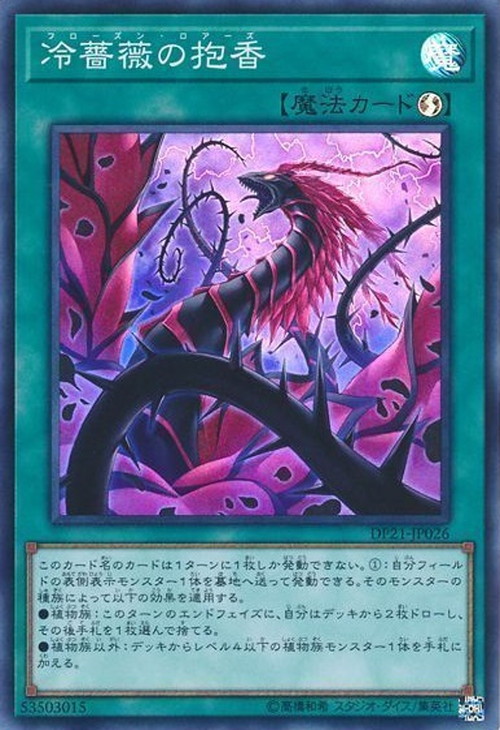 フローズン・ロアーズ
冷薔薇の抱香
魔
【魔法カード】
DP21-JP026
このカード名のカードは1ターンに1枚しか発動できない。①:自分フィール
ドの表側表示モンスター1体を墓地へ送って発動できる。そのモンスターの
種族によって以下の効果を適用する。
●植物族:このターンのエンドフェイズに、自分はデッキから2枚ドローし、
その後手札を1枚選んで捨てる。
●植物族以外:デッキからレベル4以下の植物族モンスター1体を手札に
加える。
53503015
©高橋和希 スタジオ・ダイス/集英社